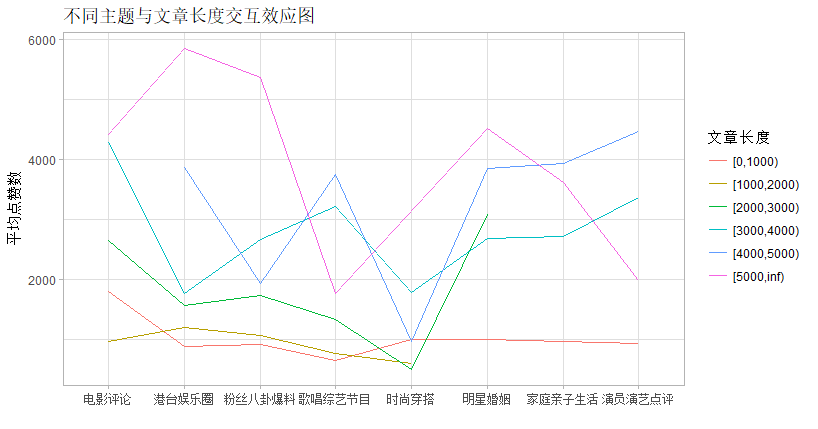 不同主题与文章长度交互效应图
6000
4000
2000
平均点赞数
电影评论 港台娱乐圈 粉丝八卦爆料 歌唱综艺节目 时尚穿搭 明星婚姻 家庭亲子生活 演员演艺点评
文章长度
[0,1000)
[1000,2000)
[2000,3000)
[3000,4000)
[4000,5000)
[5000,inf)